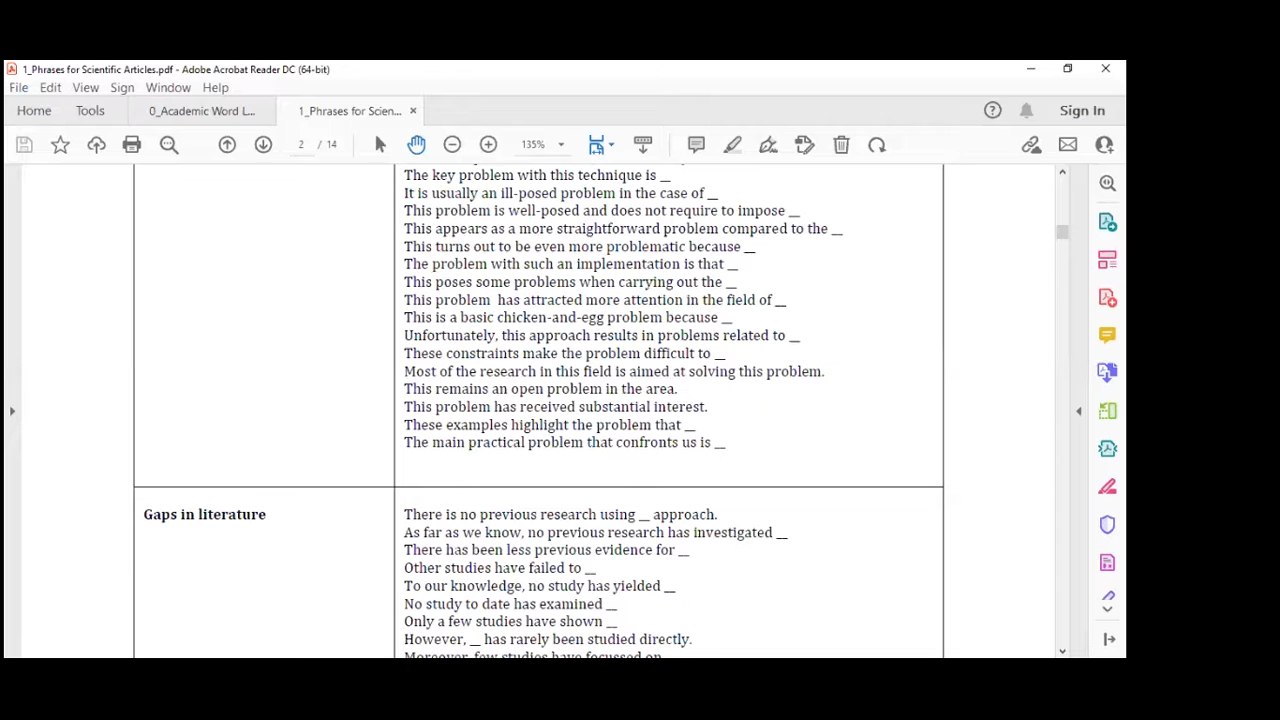 1_Phrases for Scientific Articles.pdf - Adobe Acrobat Reader DC (64-bit)
File Edit View Sign Window Help
Home Tools 0_Academic Word L... 1_Phrases for Scien... Sign In
2 / 14 135%
The key problem with this technique is __
It is usually an ill-posed problem in the case of __
This problem is well-posed and does not require to impose __
This appears as a more straightforward problem compared to the __
This turns out to be even more problematic because __
The problem with such an implementation is that __
This poses some problems when carrying out the __
This problem  has attracted more attention in the field of __
This is a basic chicken-and-egg problem because __
Unfortunately, this approach results in problems related to __
These constraints make the problem difficult to __
Most of the research in this field is aimed at solving this problem.
This remains an open problem in the area.
This problem has received substantial interest.
These examples highlight the problem that __
The main practical problem that confronts us is __
Gaps in literature
There is no previous research using __ approach.
As far as we know, no previous research has investigated __
There has been less previous evidence for __
Other studies have failed to __
To our knowledge, no study has yielded __
No study to date has examined __
Only a few studies have shown __
However, __ has rarely been studied directly.
Moreover, few studies have focussed on